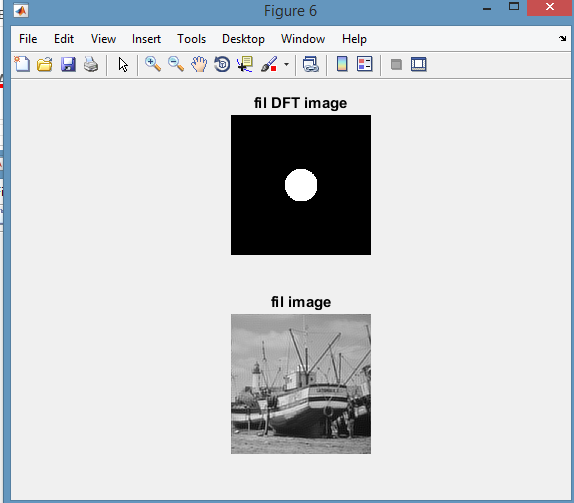 Figure 6
File Edit View Insert Tools Desktop Window Help
fil DFT image
fil image